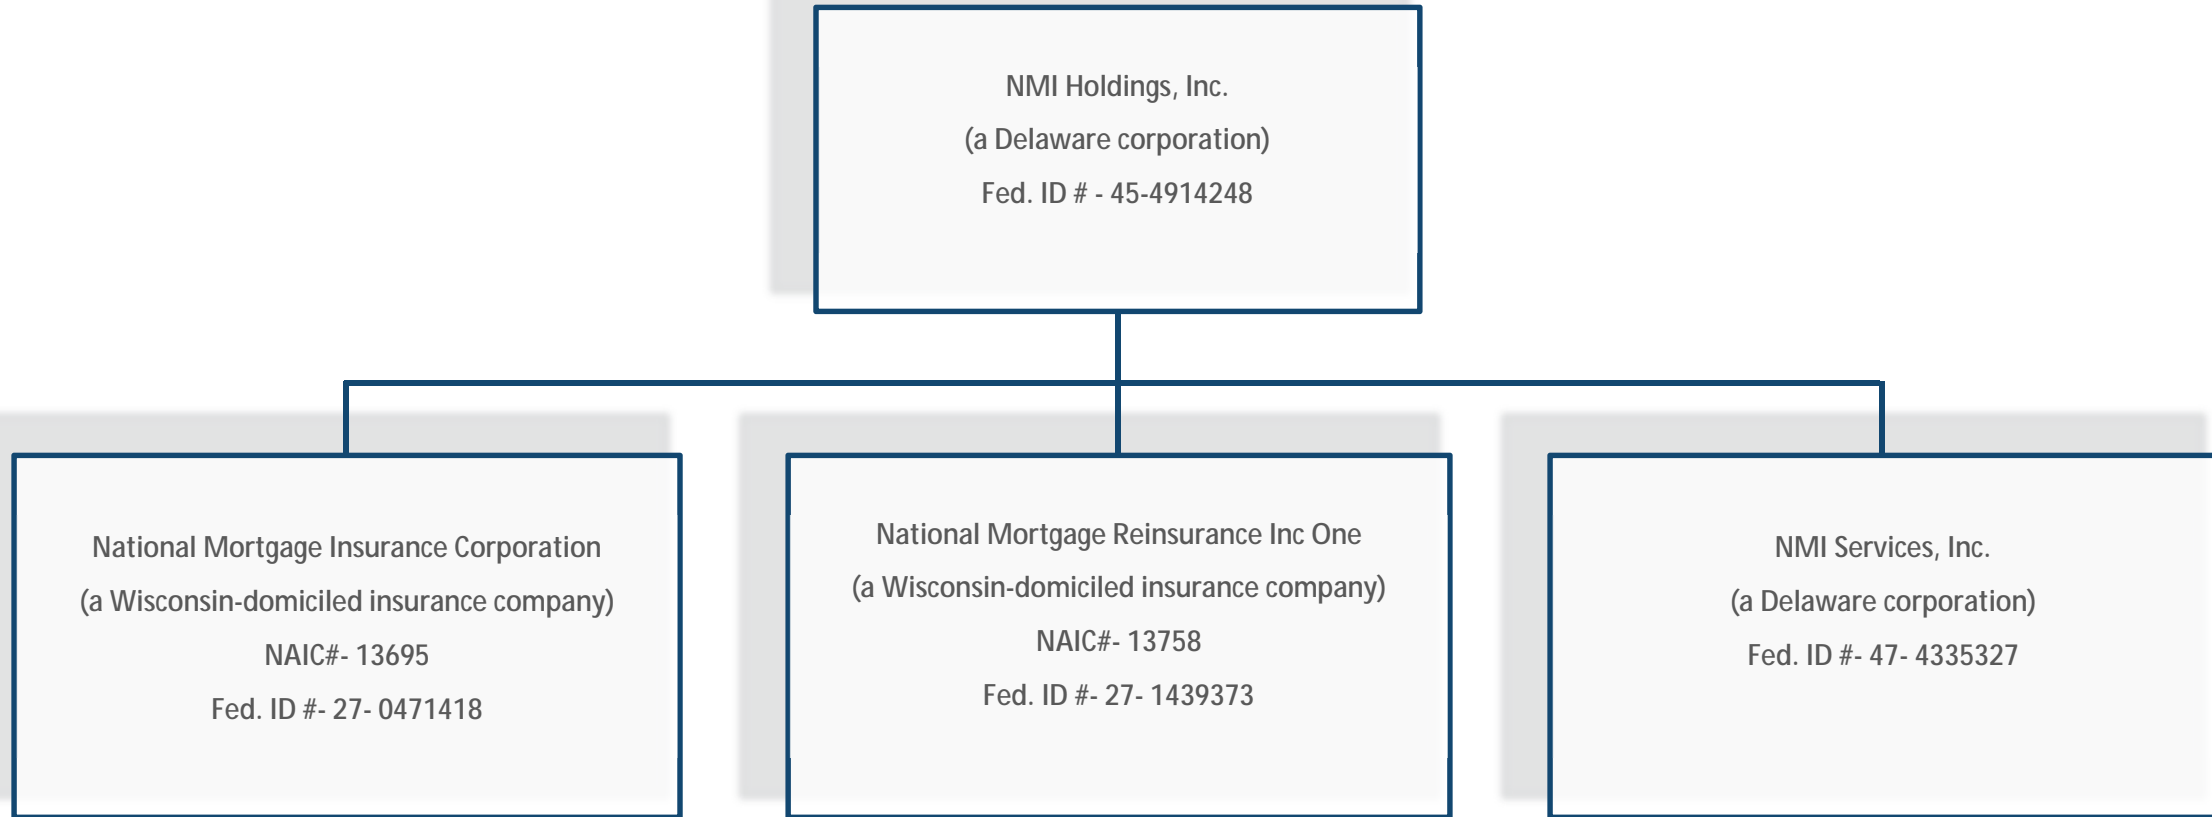 NMI Holdings, Inc.
(a Delaware corporation)
Fed. ID # - 45-4914248
National Mortgage Insurance Corporation
(a Wisconsin-domiciled insurance company)
NAIC#- 13695
Fed. ID #- 27- 0471418
National Mortgage Reinsurance Inc One
(a Wisconsin-domiciled insurance company)
NAIC#- 13758
Fed. ID #- 27- 1439373
NMI Services, Inc.
(a Delaware corporation)
Fed. ID #- 47- 4335327